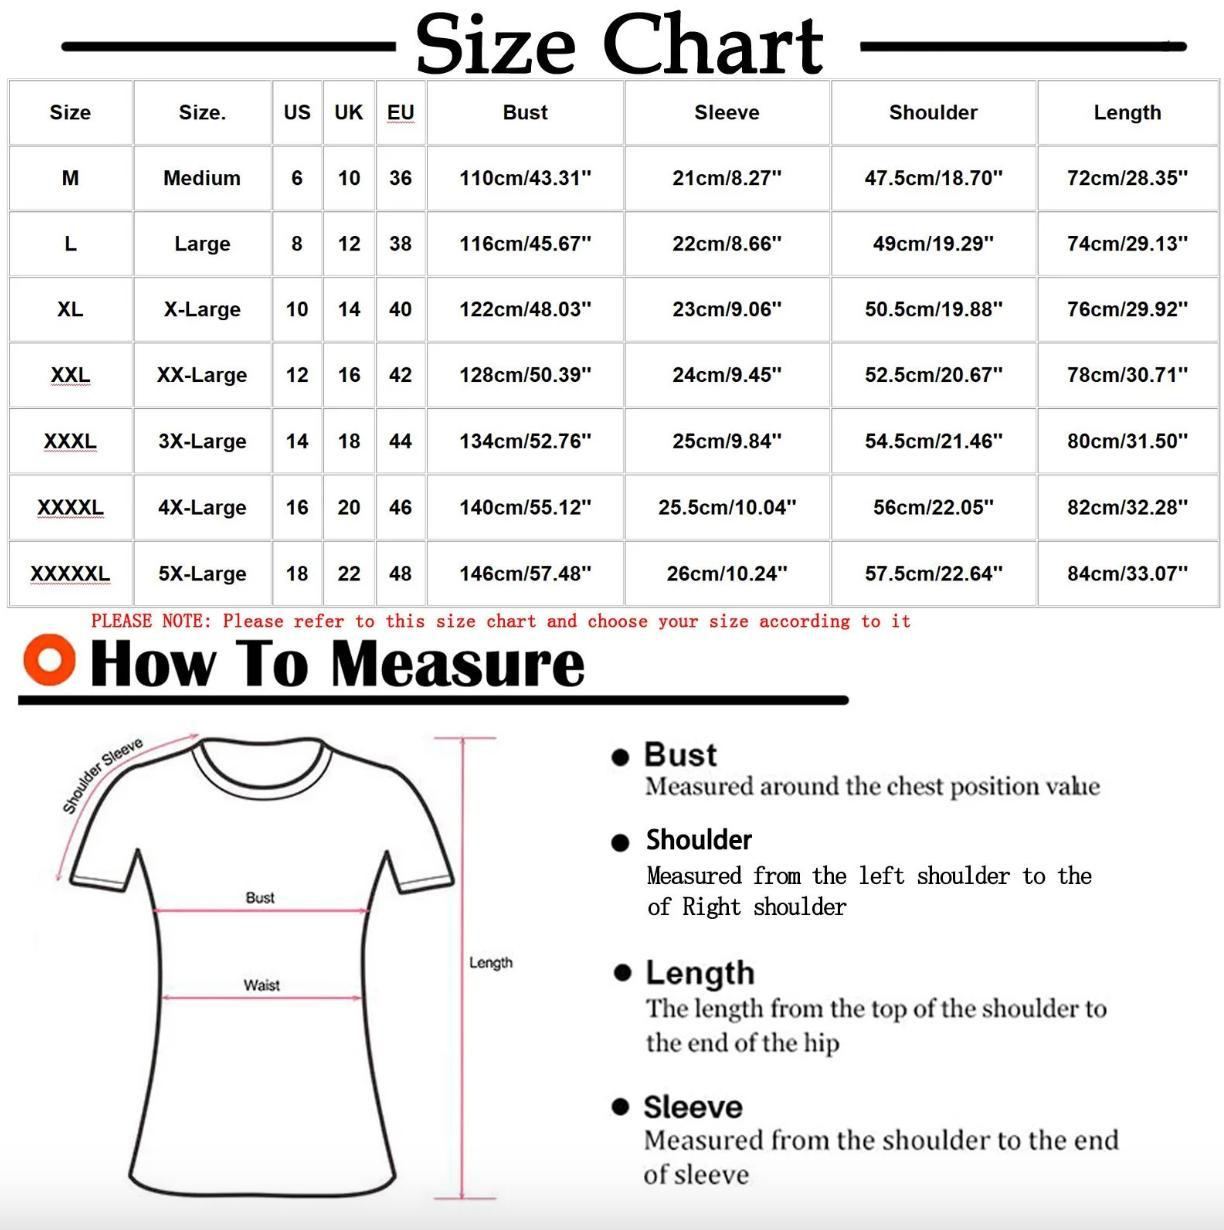 Size Chart
Size Size. US UK EU Bust Sleeve Shoulder Length
M Medium 6 10 36 110cm/43.31" 21cm/8.27" 47.5cm/18.70" 72cm/28.35"
L Large 8 12 38 116cm/45.67" 22cm/8.66" 49cm/19.29" 74cm/29.13"
XL X-Large 10 14 40 122cm/48.03" 23cm/9.06" 50.5cm/19.88" 76cm/29.92"
XXL XX-Large 12 16 42 128cm/50.39" 24cm/9.45" 52.5cm/20.67" 78cm/30.71"
XXXL 3X-Large 14 18 44 134cm/52.76" 25cm/9.84" 54.5cm/21.46" 80cm/31.50"
XXXXL 4X-Large 16 20 46 140cm/55.12" 25.5cm/10.04" 56cm/22.05" 82cm/32.28"
XXXXXL 5X-Large 18 22 48 146cm/57.48" 26cm/10.24" 57.5cm/22.64" 84cm/33.07"
PLEASE NOTE: Please refer to this size chart and choose your size according to it
How To Measure
Shoulder Sleeve
Bust
Waist
Length
Bust
Measured around the chest position value
Shoulder
Measured from the left shoulder to the
of Right shoulder
Length
The length from the top of the shoulder to
the end of the hip
Sleeve
Measured from the shoulder to the end
of sleeve